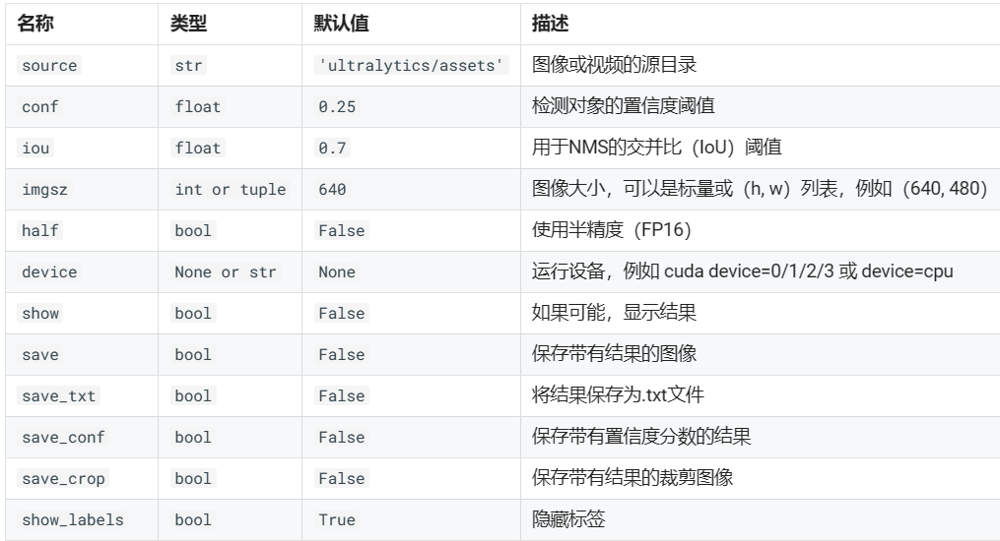 名称 类型 默认值 描述
source str 'ultralytics/assets' 图像或视频的源目录
conf float 0.25 检测对象的置信度阈值
iou float 0.7 用于NMS的交并比（IoU）阈值
imgsz int or tuple 640 图像大小，可以是标量或（h, w）列表，例如（640, 480）
half bool False 使用半精度（FP16）
device None or str None 运行设备，例如 cuda device=0/1/2/3 或 device=cpu
show bool False 如果可能，显示结果
save bool False 保存带有结果的图像
save_txt bool False 将结果保存为.txt文件
save_conf bool False 保存带有置信度分数的结果
save_crop bool False 保存带有结果的裁剪图像
show_labels bool True 隐藏标签